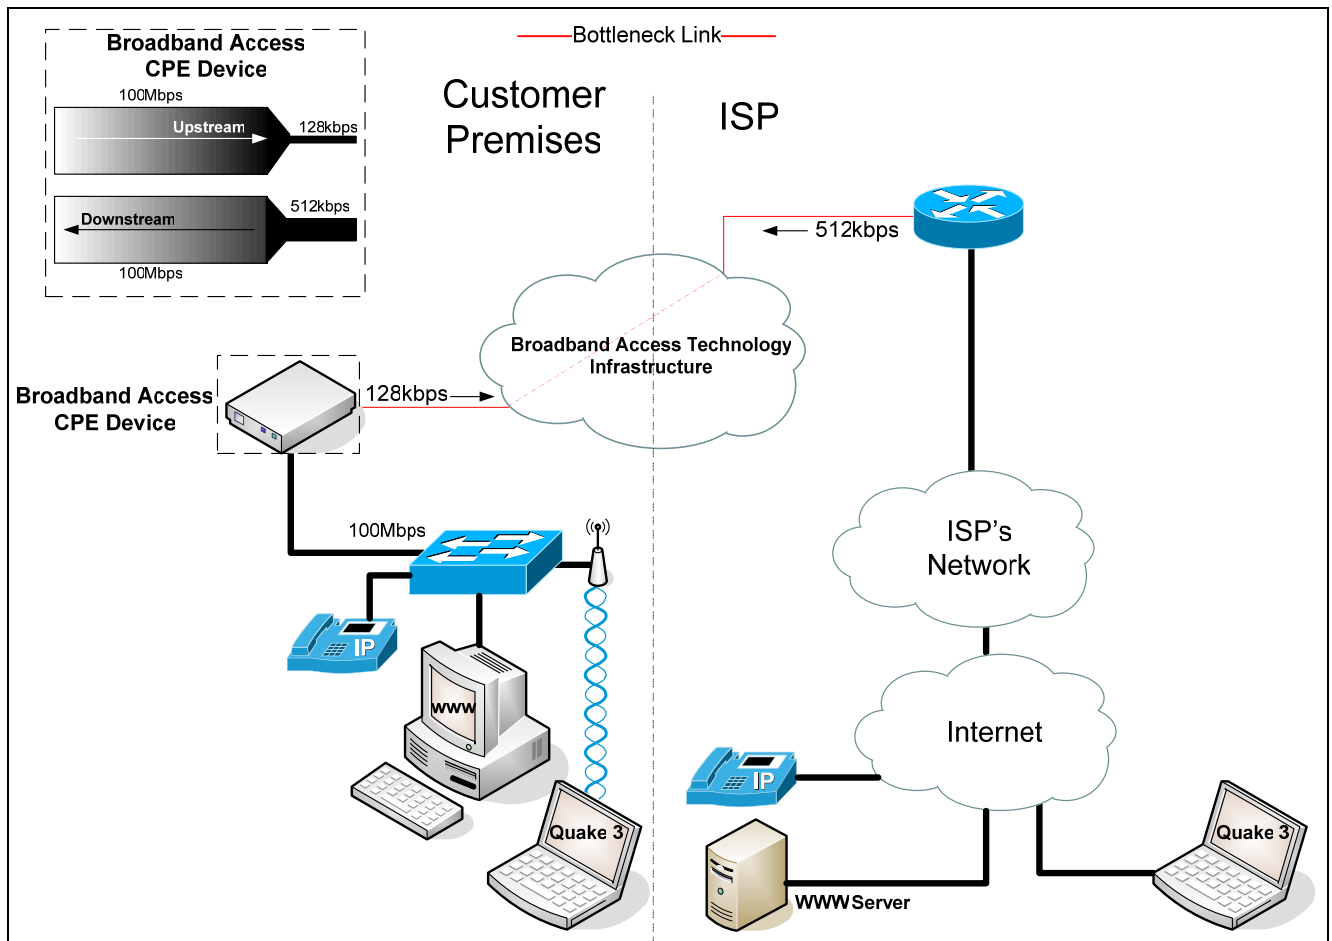 Broadband Access
CPE Device
100Mbps
Upstream
128kbps
Downstream
512kbps
100Mbps
Bottleneck Link
Customer
Premises
ISP
512kbps
Broadband Access Technology
Infrastructure
Broadband Access
CPE Device
128kbps
100Mbps
IP
WWW
Quake 3
ISP's
Network
Internet
IP
WWW Server
Quake 3